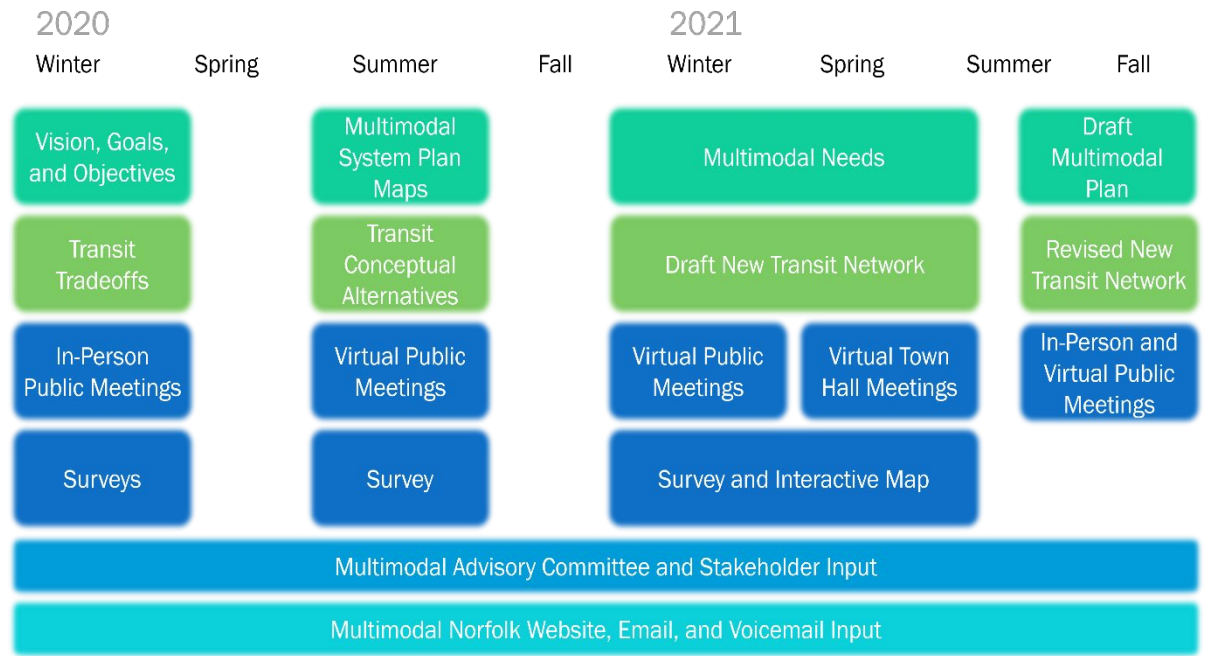 2020 2021
Winter Spring Summer Fall Winter Spring Summer Fall
Vision, Goals,
and Objectives
Multimodal
System Plan
Maps
Multimodal Needs
Draft
Multimodal
Plan
Transit
Tradeoffs
Transit
Conceptual
Alternatives
Draft New Transit Network
Revised New
Transit Network
In-Person
Public Meetings
Virtual Public
Meetings
Virtual Public
Meetings
Virtual Town
Hall Meetings
In-Person and
Virtual Public
Meetings
Surveys
Survey
Survey and Interactive Map
Multimodal Advisory Committee and Stakeholder Input
Multimodal Norfolk Website, Email, and Voicemail Input